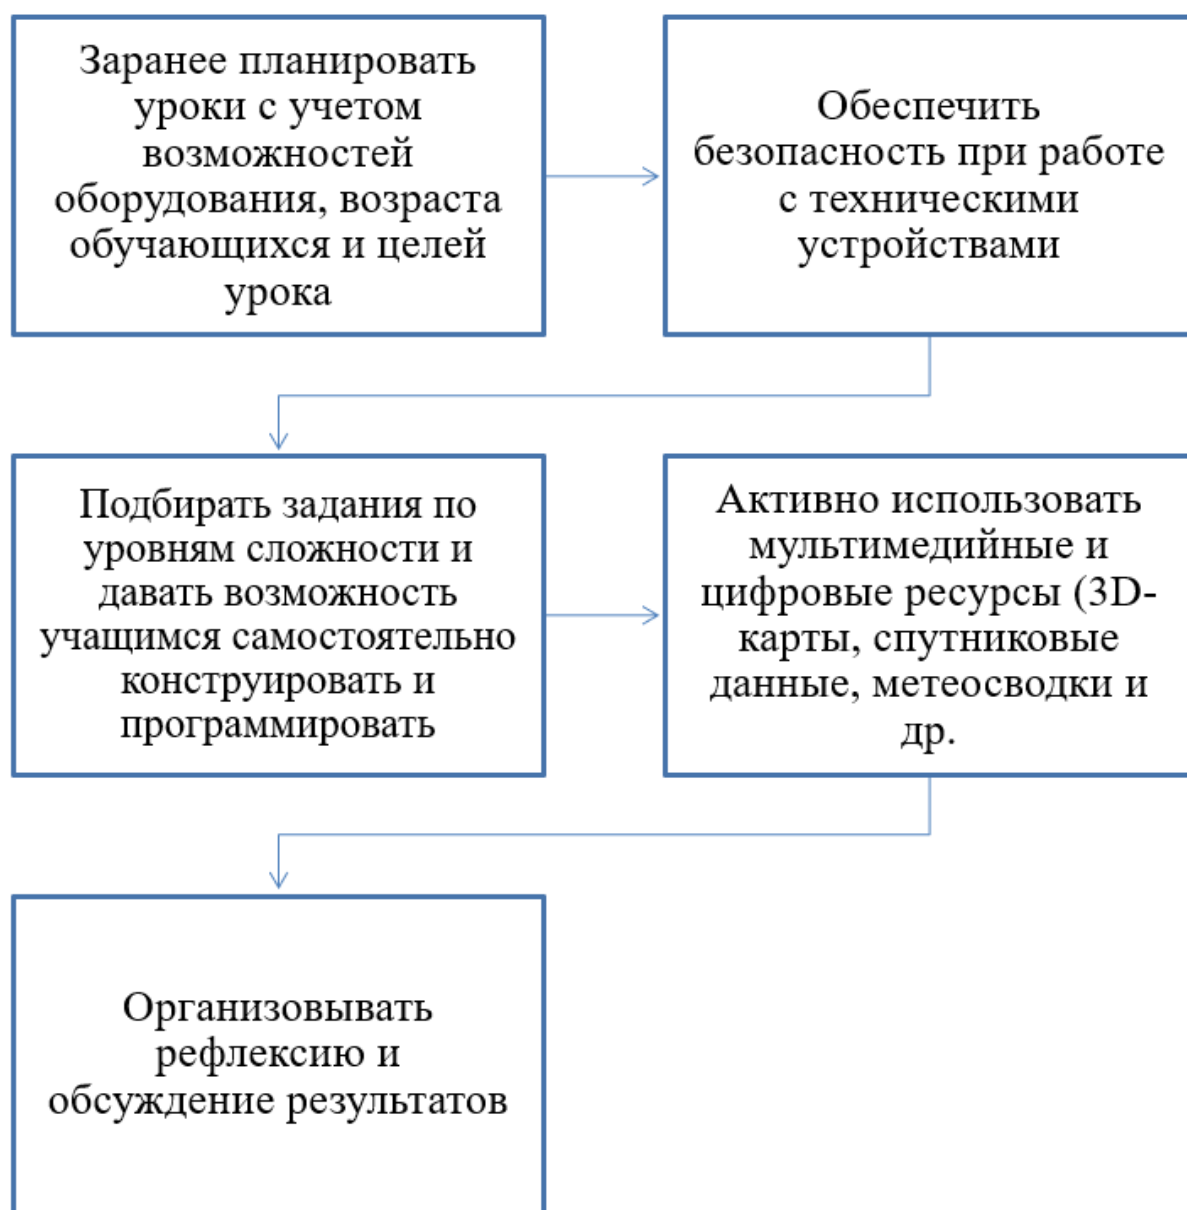 Заранее планировать
уроки с учетом
возможностей
оборудования, возраста
обучающихся и целей
урока
Обеспечить
безопасность при работе
с техническими
устройствами
Подбирать задания по
уровням сложности и
давать возможность
учащимся самостоятельно
конструировать и
программировать
Активно использовать
мультимедийные и
цифровые ресурсы (3D-
карты, спутниковые
данные, метеосводки и
др.
Организовывать
рефлексию и
обсуждение результатов